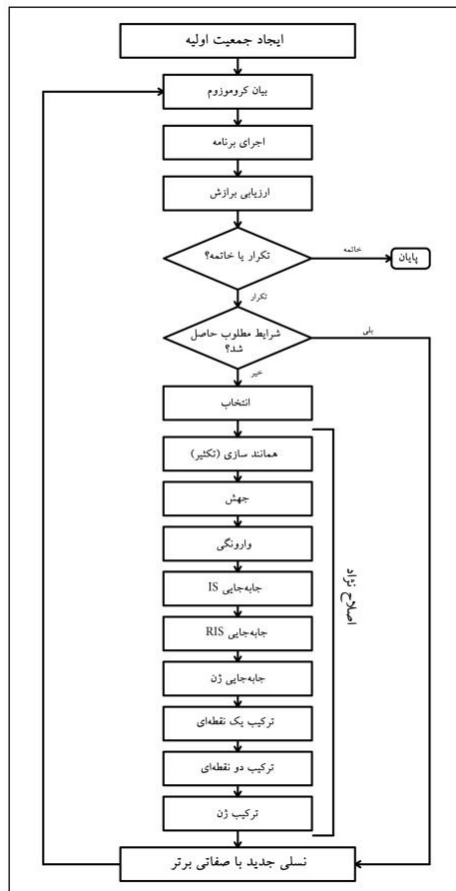 ایجاد جمعیت اولیه
بیان کروموزوم
اجرای برنامه
ارزیابی برازش
تکرار یا خاتمه؟
خاتمه
پایان
تکرار
شرایط مطلوب حاصل
شد؟
بلی
خیر
انتخاب
همانند سازی (تکثیر)
جهش
وارونگی
جابه‌جایی IS
جابه‌جایی RIS
جابه‌جایی ژن
ترکیب یک نقطه‌ای
ترکیب دو نقطه‌ای
ترکیب ژن
اصلاح نژاد
نسلی جدید با صفاتی برتر